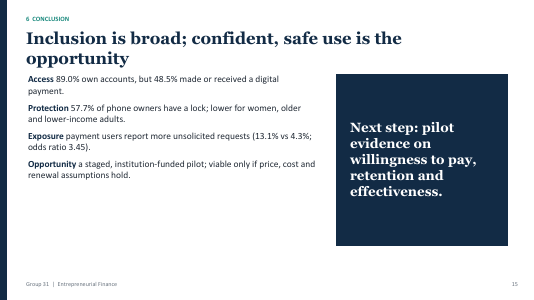 6 CONCLUSION
Inclusion is broad; confident, safe use is the
opportunity
Access 89.0% own accounts, but 48.5% made or received a digital
payment.
Protection 57.7% of phone owners have a lock; lower for women, older
and lower-income adults.
Exposure payment users report more unsolicited requests (13.1% vs 4.3%;
odds ratio 3.45).
Opportunity a staged, institution-funded pilot; viable only if price, cost and
renewal assumptions hold.
Next step: pilot
evidence on
willingness to pay,
retention and
effectiveness.
Group 31 | Entrepreneurial Finance
15